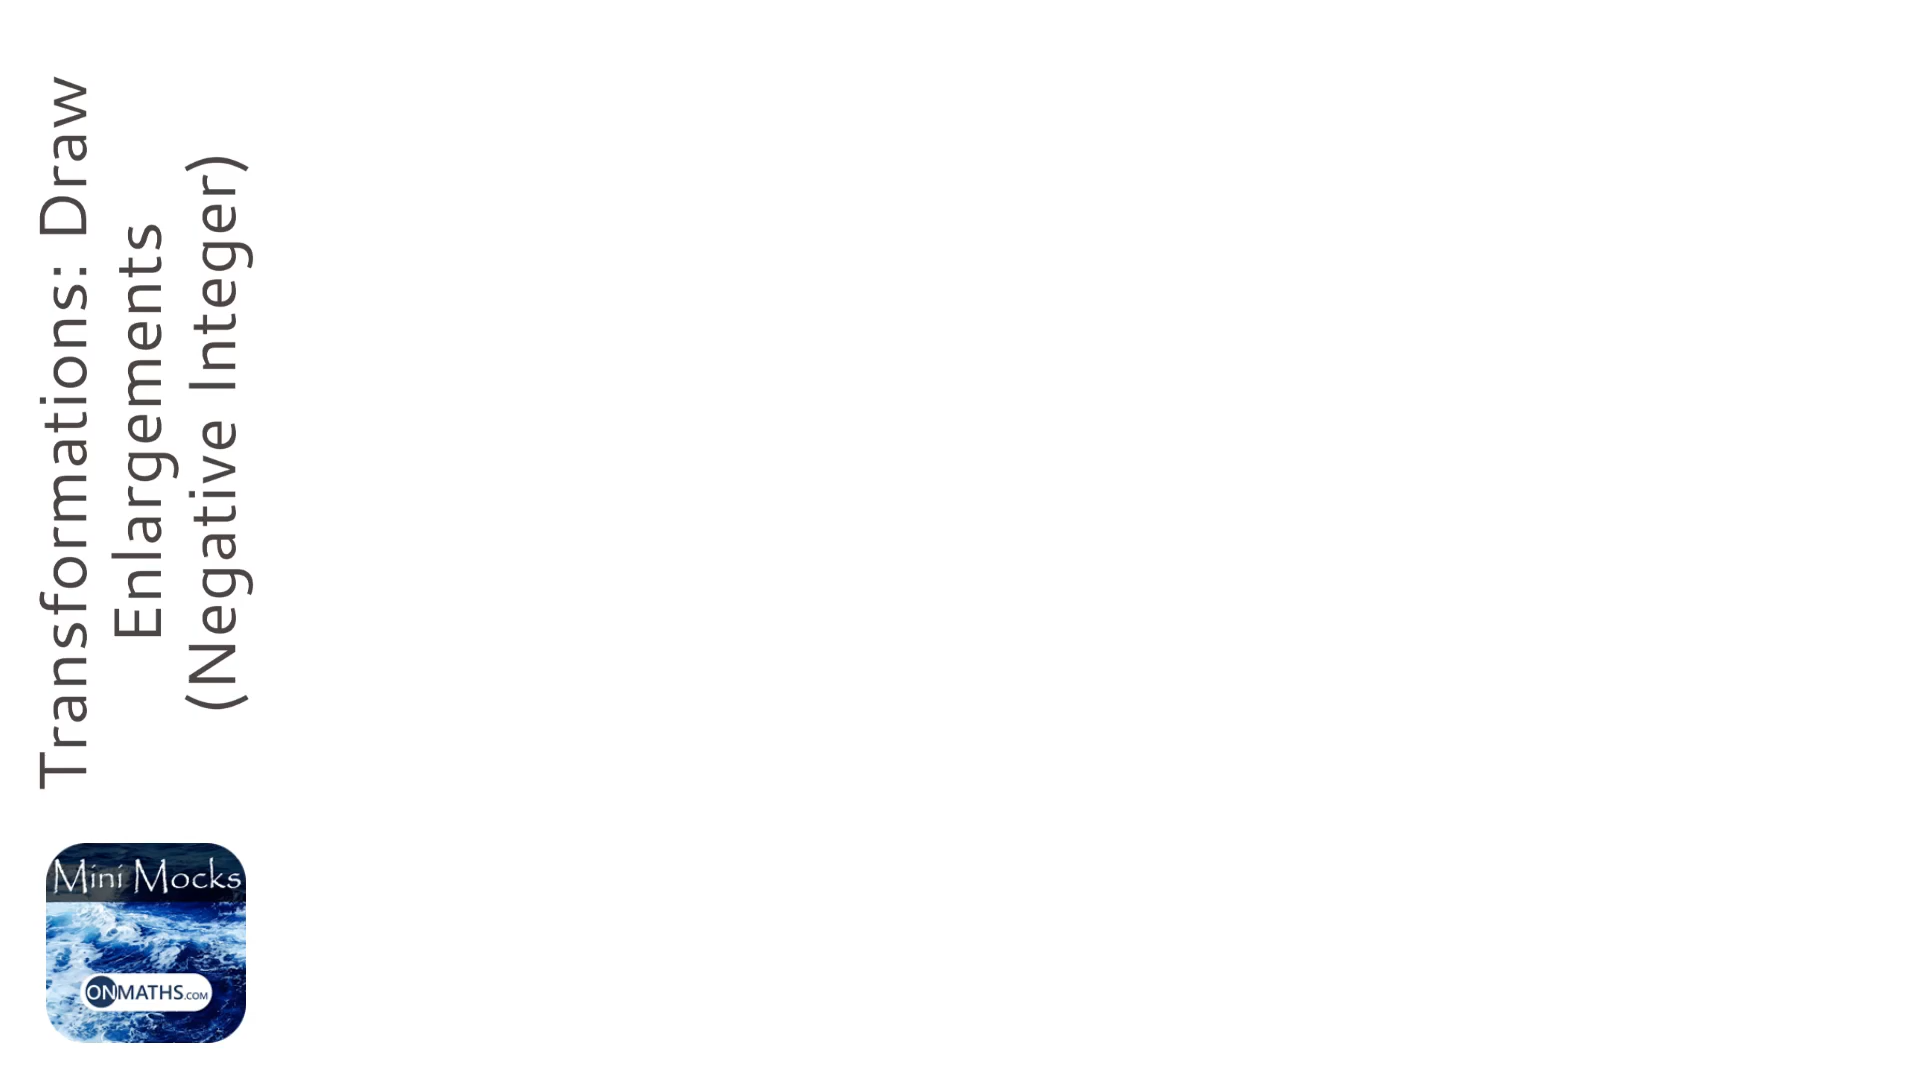 Transformations: Draw
Enlargements
(Negative Integer)
Mini Mocks
ONMATHS.COM